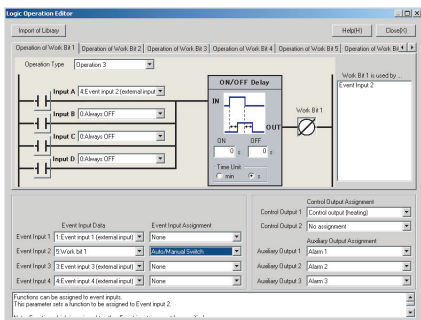 Logic Operation Editor
Import of Library
Help(H)
Close(X)
Operation of Work Bit 1
Operation of Work Bit 2
Operation of Work Bit 3
Operation of Work Bit 4
Operation of Work Bit 5
Operation of Work Bit
Operation Type
Operation 3
Input A
4:Event input 2 (external input)
Input B
0:Always OFF
Input C
0:Always OFF
Input D
0:Always OFF
ON/OFF Delay
IN
OUT
ON
OFF
0 s
0 s
Time Unit
min
s
Work Bit 1
Work Bit 1 is used by ...
Event Input 2
Event Input Data
Event Input Assignment
Event Input 1
1:Event input 1 (external input)
None
Event Input 2
5:Work bit 1
Auto/Manual Switch
Event Input 3
3:Event input 3 (external input)
None
Event Input 4
4:Event input 4 (external input)
None
Control Output Assignment
Control Output 1
Control output (heating)
Control Output 2
No assignment
Auxiliary Output Assignment
Auxiliary Output 1
Alarm 1
Auxiliary Output 2
Alarm 2
Auxiliary Output 3
Alarm 3
Functions can be assigned to event inputs.
This parameter sets a function to be assigned to Event input 2.